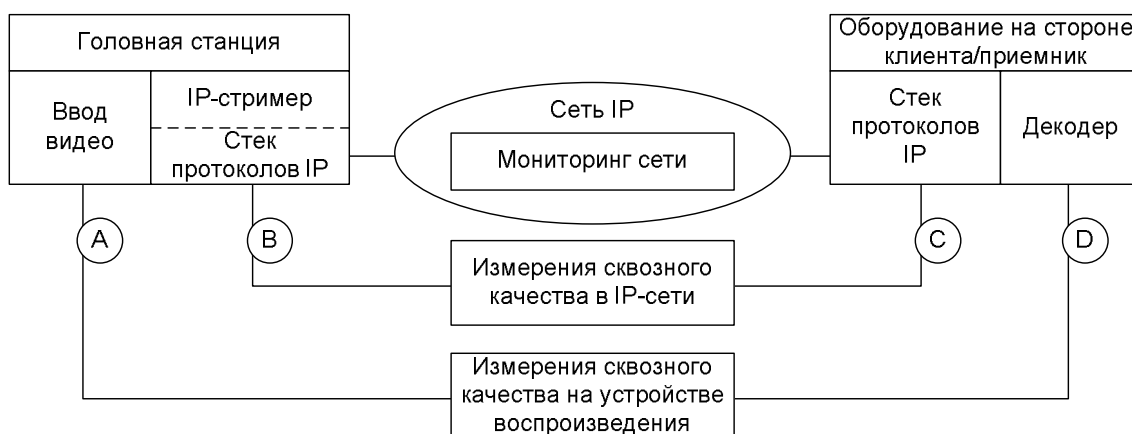 Головная станция
Оборудование на стороне
клиента/приемник
Ввод
видео
IP-стример
Стек
протоколов IP
Сеть IP
Мониторинг сети
Стек
протоколов
IP
Декодер
A
B
C
D
Измерения сквозного
качества в IP-сети
Измерения сквозного
качества на устройстве
воспроизведения